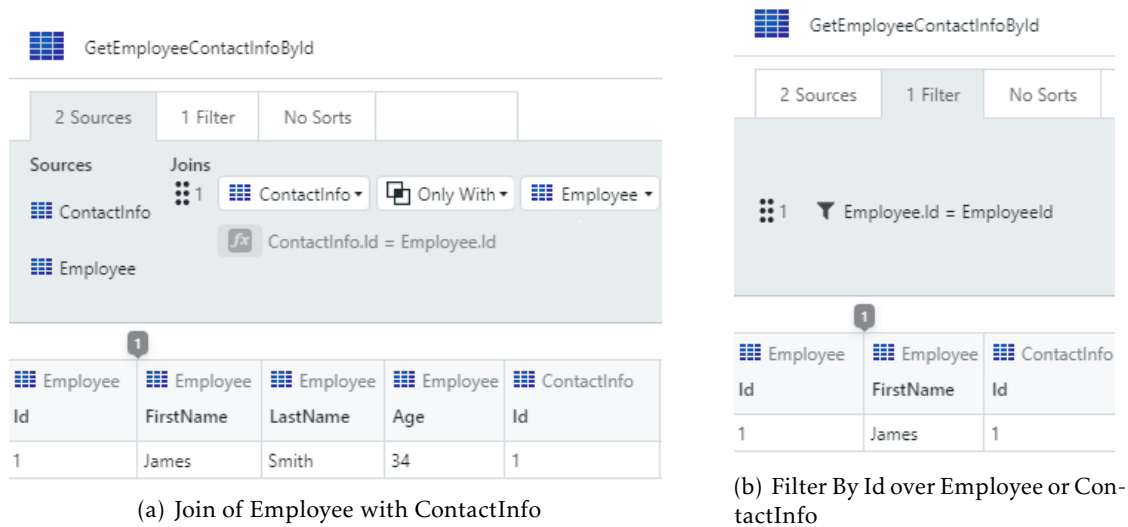 GetEmployeeContactInfoById
2 Sources 1 Filter No Sorts
Sources Joins
1 ContactInfo Only With Employee
ContactInfo
fx ContactInfo.Id = Employee.Id
Employee
1
Employee Employee Employee Employee ContactInfo
Id FirstName LastName Age Id
1 James Smith 34 1
(a) Join of Employee with ContactInfo
GetEmployeeContactInfoById
2 Sources 1 Filter No Sorts
1 Employee.Id = EmployeeId
1
Employee Employee ContactInfo
Id FirstName Id
1 James 1
(b) Filter By Id over Employee or Con-
tactInfo